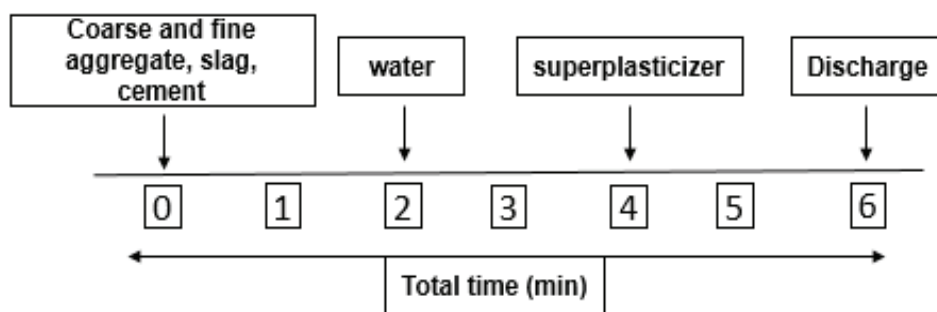 Coarse and fine
aggregate, slag,
cement
water
superplasticizer
Discharge
0 1 2 3 4 5 6
Total time (min)